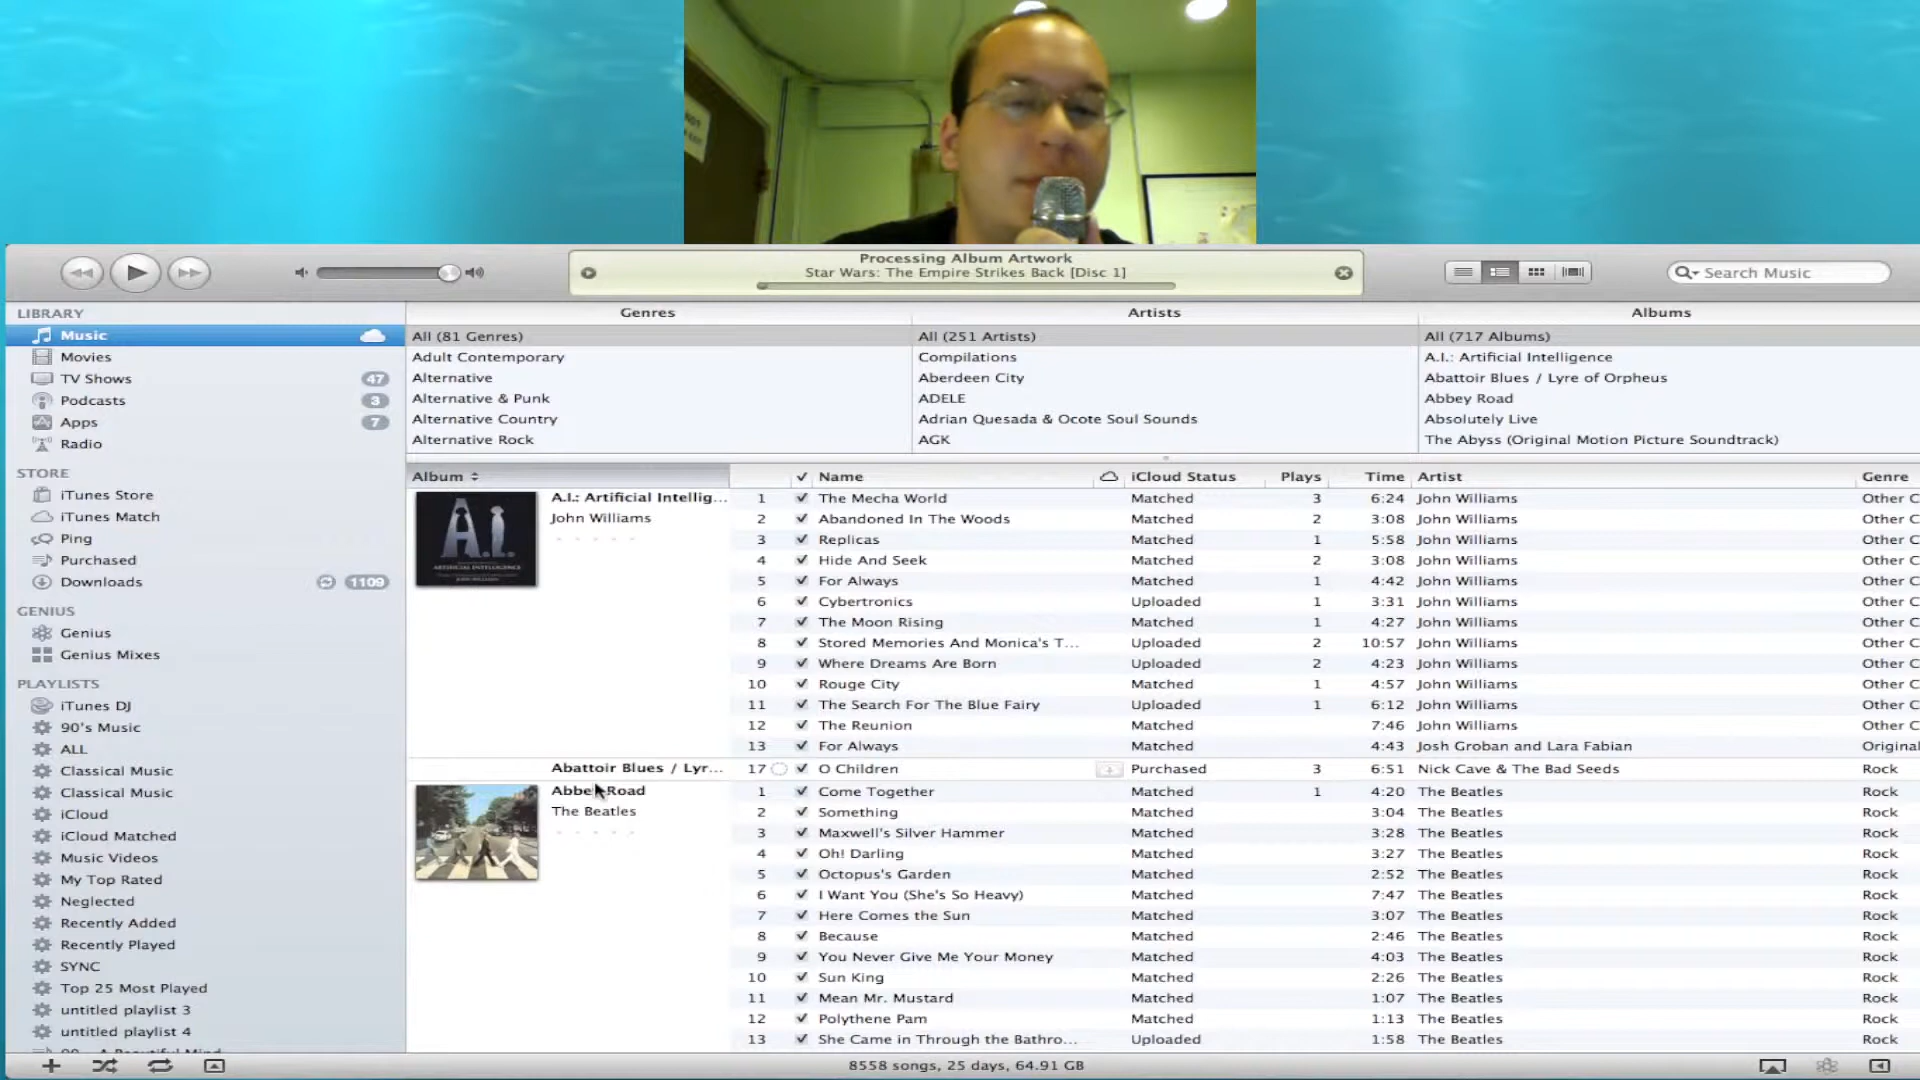 Processing Album Artwork
Star Wars: The Empire Strikes Back [Disc 1]
Search Music
LIBRARY
Music
Movies
TV Shows 47
Podcasts 3
Apps 7
Radio
STORE
iTunes Store
iTunes Match
Ping
Purchased
Downloads 1109
GENIUS
Genius
Genius Mixes
PLAYLISTS
iTunes DJ
90's Music
ALL
Classical Music
Classical Music
iCloud
iCloud Matched
Music Videos
My Top Rated
Neglected
Recently Added
Recently Played
SYNC
Top 25 Most Played
untitled playlist 3
untitled playlist 4
Genres
All (81 Genres)
Adult Contemporary
Alternative
Alternative & Punk
Alternative Country
Alternative Rock
Artists
All (251 Artists)
Compilations
Aberdeen City
ADELE
Adrian Quesada & Ocote Soul Sounds
AGK
Albums
All (717 Albums)
A.I.: Artificial Intelligence
Abattoir Blues / Lyre of Orpheus
Abbey Road
Absolutely Live
The Abyss (Original Motion Picture Soundtrack)
Album Name iCloud Status Plays Time Artist Genre
A.I.: Artificial Intellig...
John Williams
A.I.
ARTIFICIAL INTELLIGENCE
1 The Mecha World Matched 3 6:24 John Williams Other C
2 Abandoned In The Woods Matched 2 3:08 John Williams Other C
3 Replicas Matched 1 5:58 John Williams Other C
4 Hide And Seek Matched 2 3:08 John Williams Other C
5 For Always Matched 1 4:42 John Williams Other C
6 Cybertronics Uploaded 1 3:31 John Williams Other C
7 The Moon Rising Matched 1 4:27 John Williams Other C
8 Stored Memories And Monica's T... Uploaded 2 10:57 John Williams Other C
9 Where Dreams Are Born Uploaded 2 4:23 John Williams Other C
10 Rouge City Matched 1 4:57 John Williams Other C
11 The Search For The Blue Fairy Uploaded 1 6:12 John Williams Other C
12 The Reunion Matched 7:46 John Williams Other C
13 For Always Matched 4:43 Josh Groban and Lara Fabian Original
Abattoir Blues / Lyr... 17 O Children Purchased 3 6:51 Nick Cave & The Bad Seeds Rock
Abbey Road
The Beatles
1 Come Together Matched 1 4:20 The Beatles Rock
2 Something Matched 3:04 The Beatles Rock
3 Maxwell's Silver Hammer Matched 3:28 The Beatles Rock
4 Oh! Darling Matched 3:27 The Beatles Rock
5 Octopus's Garden Matched 2:52 The Beatles Rock
6 I Want You (She's So Heavy) Matched 7:47 The Beatles Rock
7 Here Comes the Sun Matched 3:07 The Beatles Rock
8 Because Matched 2:46 The Beatles Rock
9 You Never Give Me Your Money Matched 4:03 The Beatles Rock
10 Sun King Matched 2:26 The Beatles Rock
11 Mean Mr. Mustard Matched 1:07 The Beatles Rock
12 Polythene Pam Matched 1:13 The Beatles Rock
13 She Came in Through the Bathro... Uploaded 1:58 The Beatles Rock
8558 songs, 25 days, 64.91 GB